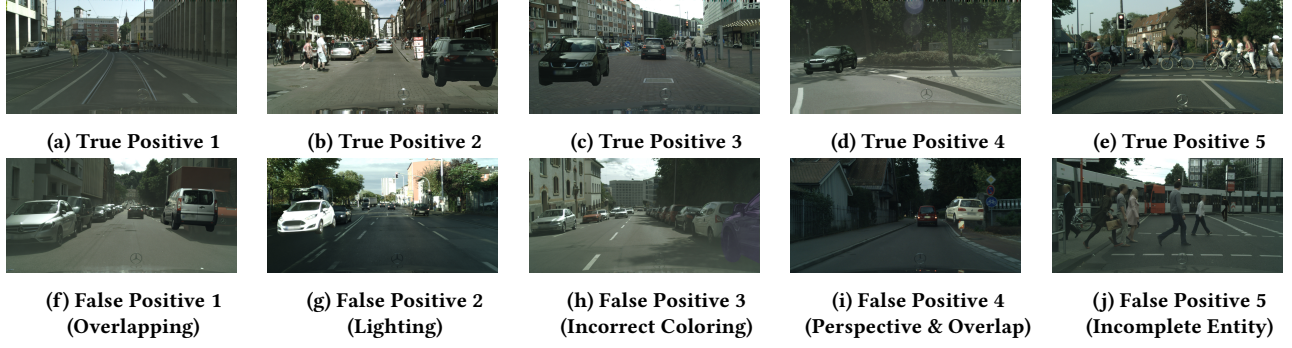 (a) True Positive 1
(b) True Positive 2
(c) True Positive 3
(d) True Positive 4
(e) True Positive 5
(f) False Positive 1
(Overlapping)
(g) False Positive 2
(Lighting)
(h) False Positive 3
(Incorrect Coloring)
(i) False Positive 4
(Perspective & Overlap)
(j) False Positive 5
(Incomplete Entity)